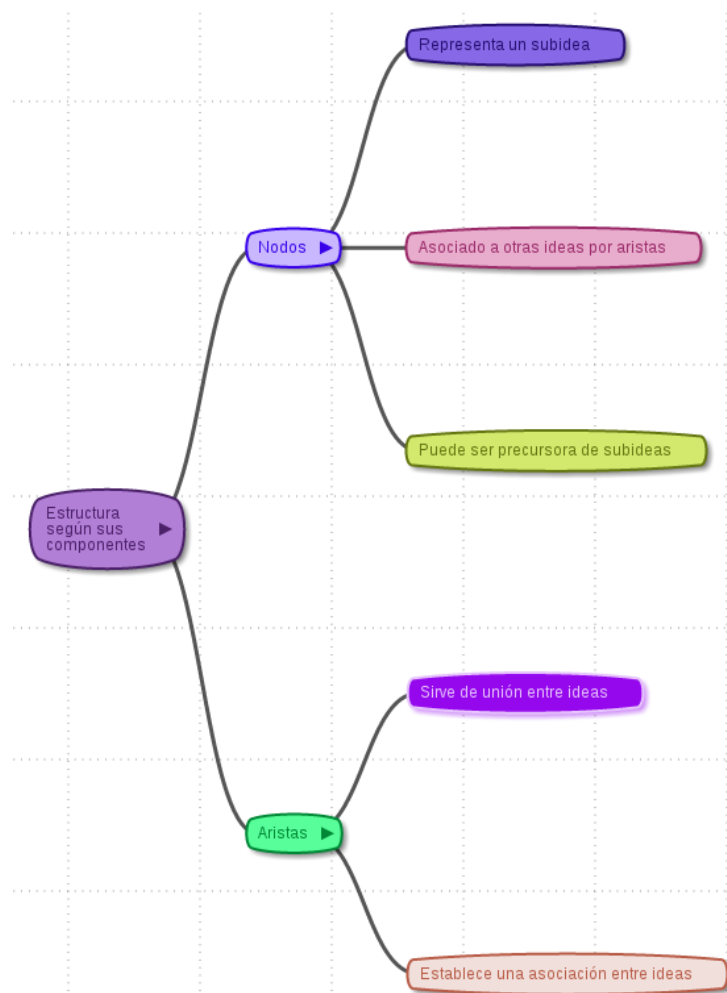 Representa un subidea
Nodos
Asociado a otras ideas por aristas
Puede ser precursora de subideas
Estructura
según sus
componentes
Sirve de unión entre ideas
Aristas
Establece una asociación entre ideas